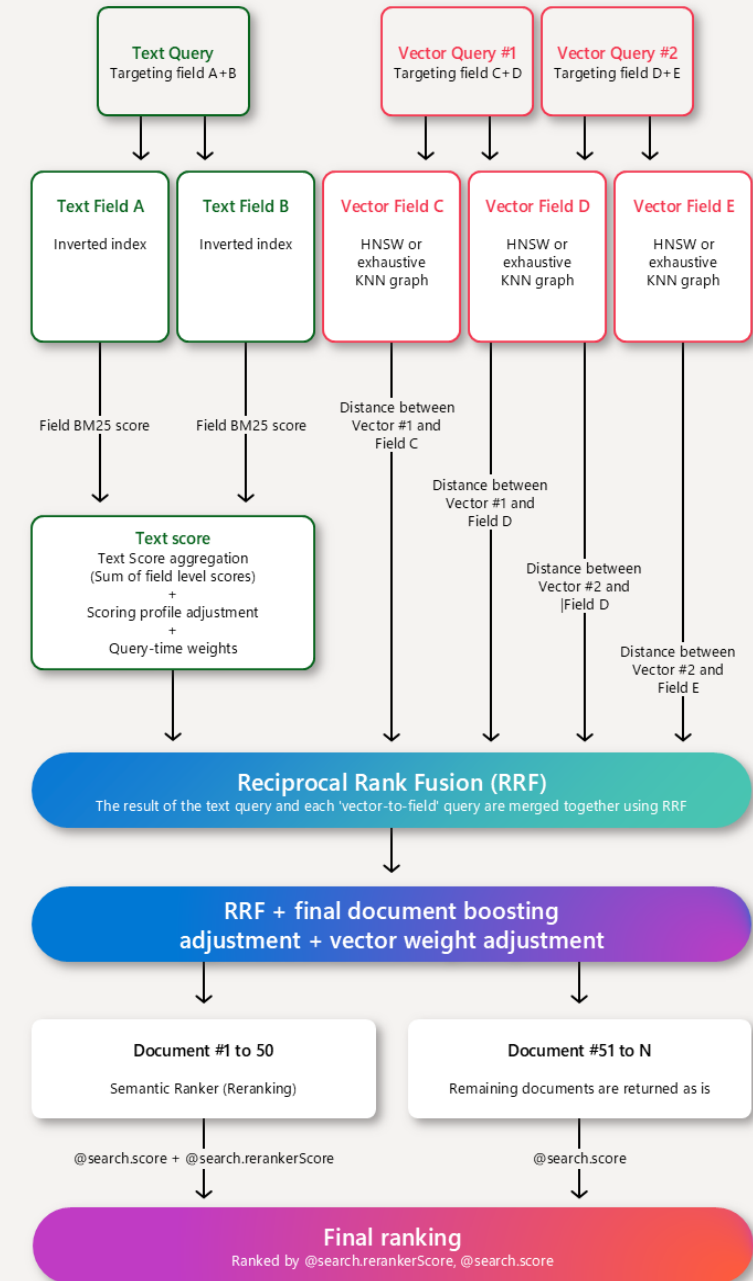 Text Query
Targeting field A+B
Vector Query #1
Targeting field C+D
Vector Query #2
Targeting field D+E
Text Field A
Inverted index
Text Field B
Inverted index
Vector Field C
HNSW or
exhaustive
KNN graph
Vector Field D
HNSW or
exhaustive
KNN graph
Vector Field E
HNSW or
exhaustive
KNN graph
Field BM25 score
Field BM25 score
Distance between
Vector #1 and
Field C
Distance between
Vector #1 and
Field D
Distance between
Vector #2 and
|Field D
Distance between
Vector #2 and
Field E
Text score
Text Score aggregation
(Sum of field level scores)
+
Scoring profile adjustment
+
Query-time weights
Reciprocal Rank Fusion (RRF)
The result of the text query and each 'vector-to-field' query are merged together using RRF
RRF + final document boosting
adjustment + vector weight adjustment
Document #1 to 50
Semantic Ranker (Reranking)
Document #51 to N
Remaining documents are returned as is
@search.score + @search.rerankerScore
@search.score
Final ranking
Ranked by @search.rerankerScore, @search.score